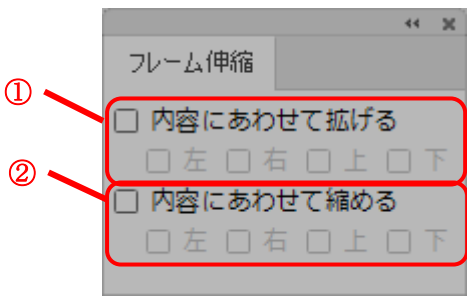 フレーム伸縮
①
□ 内容にあわせて拡げる
□ 左 □ 右 □ 上 □ 下
②
□ 内容にあわせて縮める
□ 左 □ 右 □ 上 □ 下